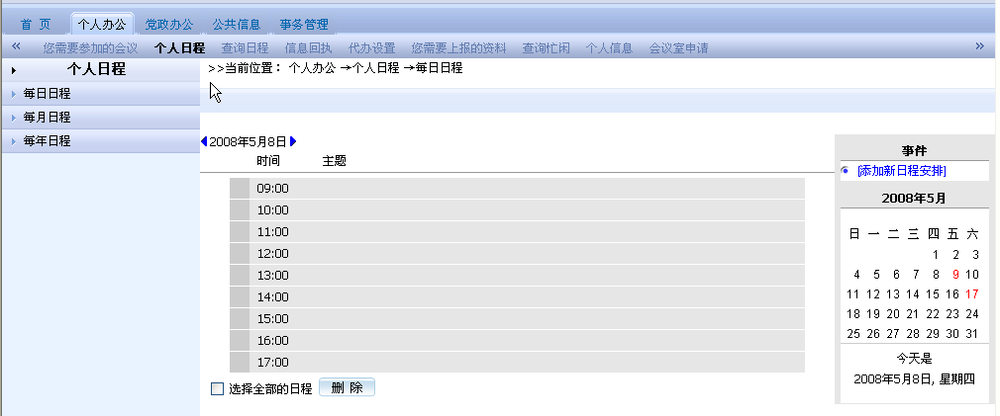 首 页 个人办公 党政办公 公共信息 事务管理
« 您需要参加的会议 个人日程 查询日程 信息回执 代办设置 您需要上报的资料 查询忙闲 个人信息 会议室申请 »
个人日程
>>当前位置： 个人办公 →个人日程 →每日日程
每日日程
每月日程
每年日程
2008年5月8日
时间 主题
09:00
10:00
11:00
12:00
13:00
14:00
15:00
16:00
17:00
选择全部的日程 删 除
事件
[添加新日程安排]
2008年5月
日 一 二 三 四 五 六
1 2 3
4 5 6 7 8 9 10
11 12 13 14 15 16 17
18 19 20 21 22 23 24
25 26 27 28 29 30 31
今天是
2008年5月8日, 星期四